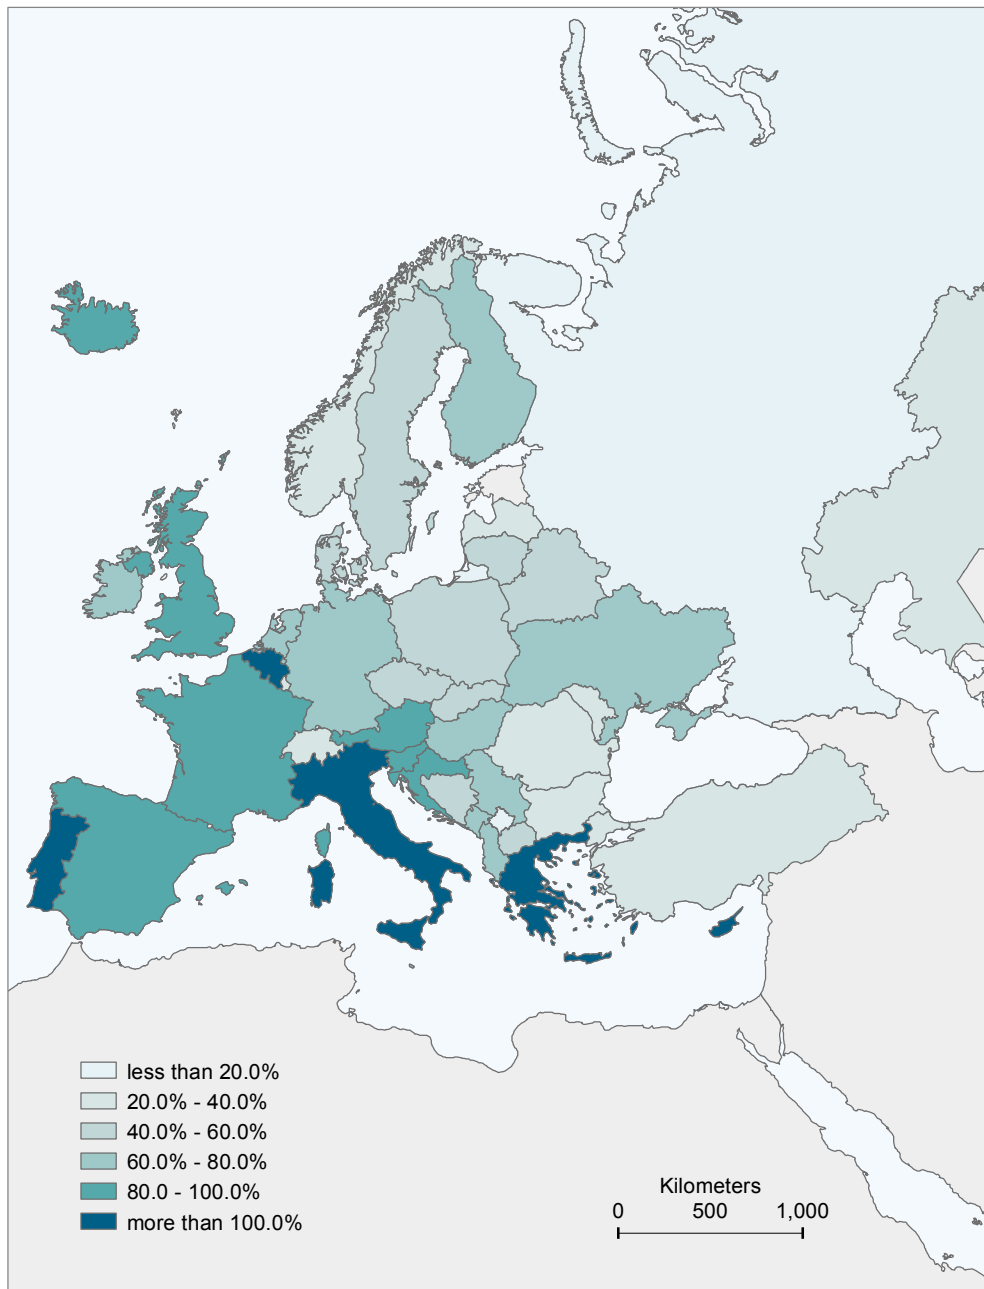 less than 20.0%
20.0% - 40.0%
40.0% - 60.0%
60.0% - 80.0%
80.0 - 100.0%
more than 100.0%
Kilometers
0 500 1,000